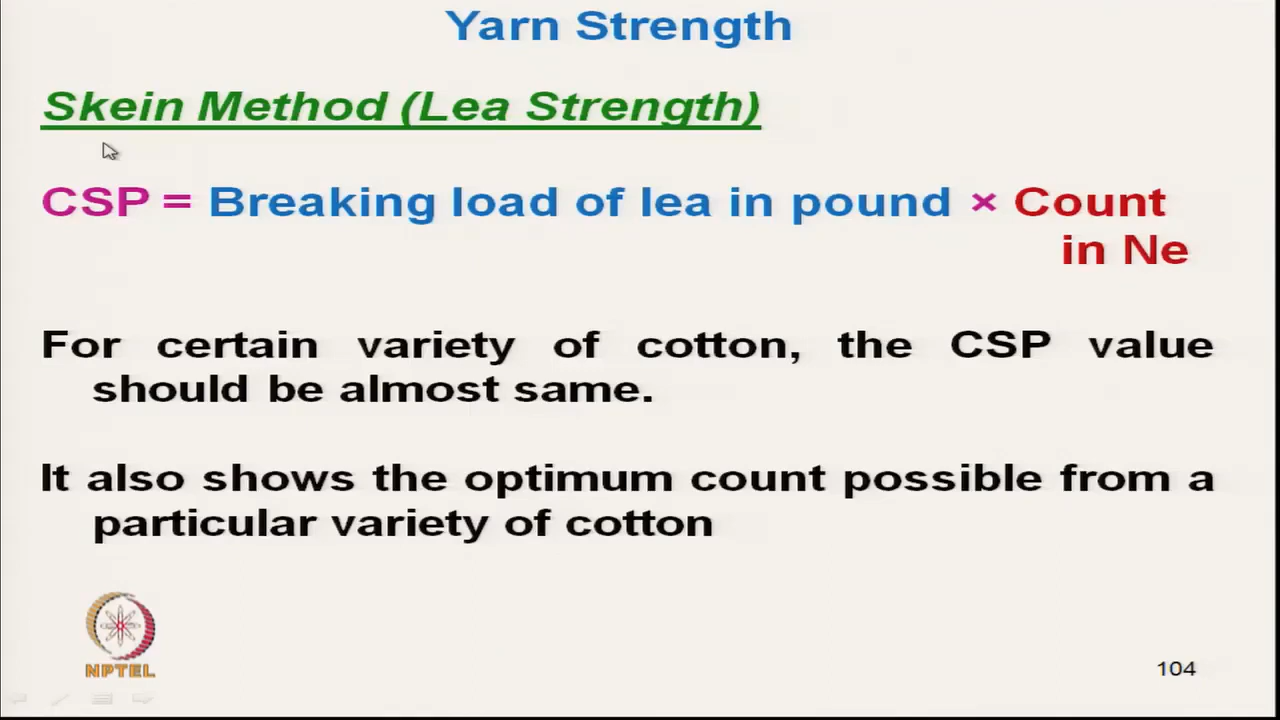 Yarn Strength
Skein Method (Lea Strength)
CSP = Breaking load of lea in pound × Count
in Ne
For certain variety of cotton, the CSP value
should be almost same.
It also shows the optimum count possible from a
particular variety of cotton
NPTEL
104